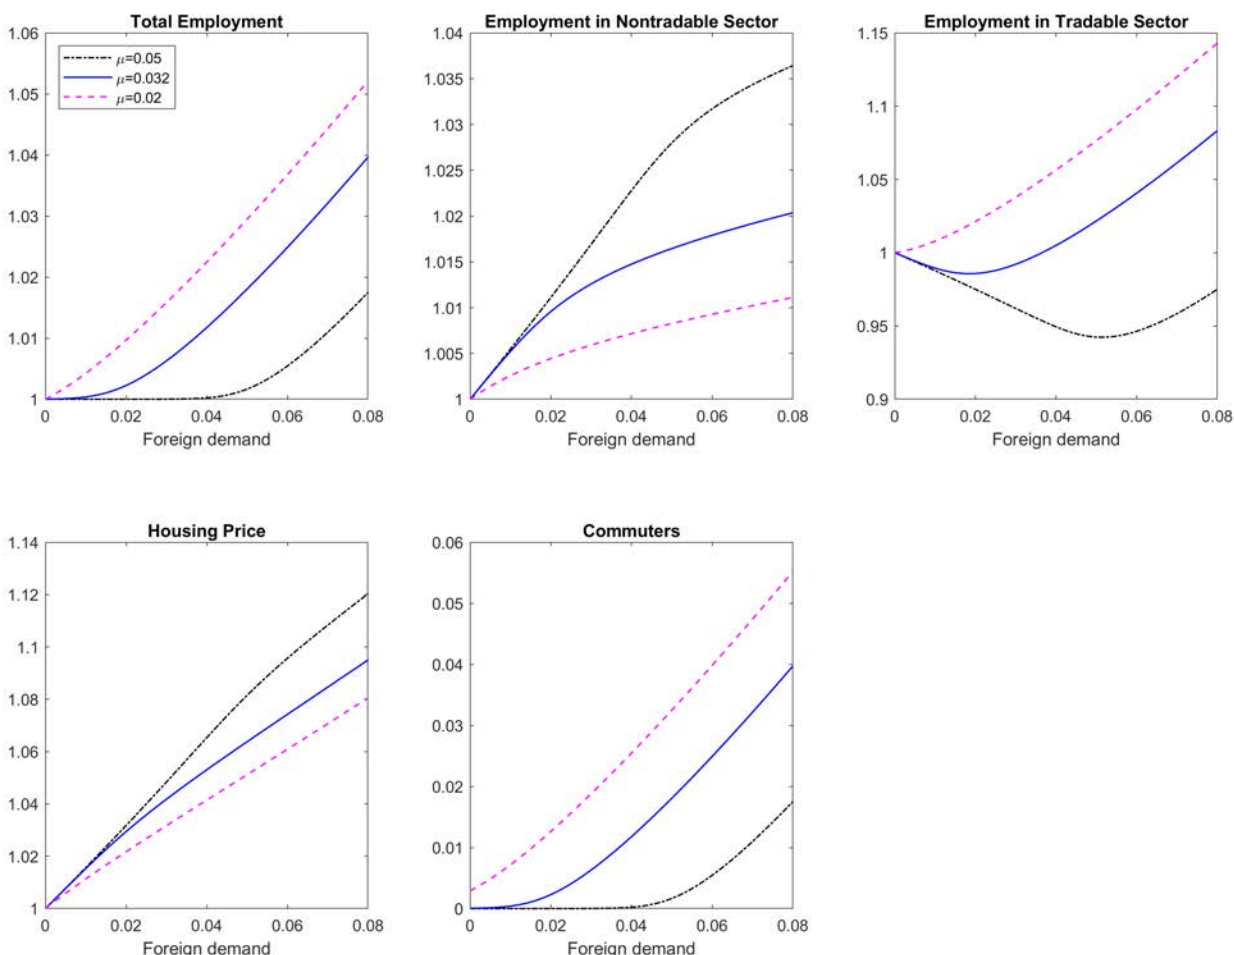 Total Employment
1.06
1.05
1.04
1.03
1.02
1.01
1
μ=0.05
μ=0.032
μ=0.02
0 0.02 0.04 0.06 0.08
Foreign demand
Employment in Nontradable Sector
1.04
1.035
1.03
1.025
1.02
1.015
1.01
1.005
1
0 0.02 0.04 0.06 0.08
Foreign demand
Employment in Tradable Sector
1.15
1.1
1.05
1
0.95
0.9
0 0.02 0.04 0.06 0.08
Foreign demand
Housing Price
1.14
1.12
1.1
1.08
1.06
1.04
1.02
1
0 0.02 0.04 0.06 0.08
Foreign demand
Commuters
0.06
0.05
0.04
0.03
0.02
0.01
0
0 0.02 0.04 0.06 0.08
Foreign demand